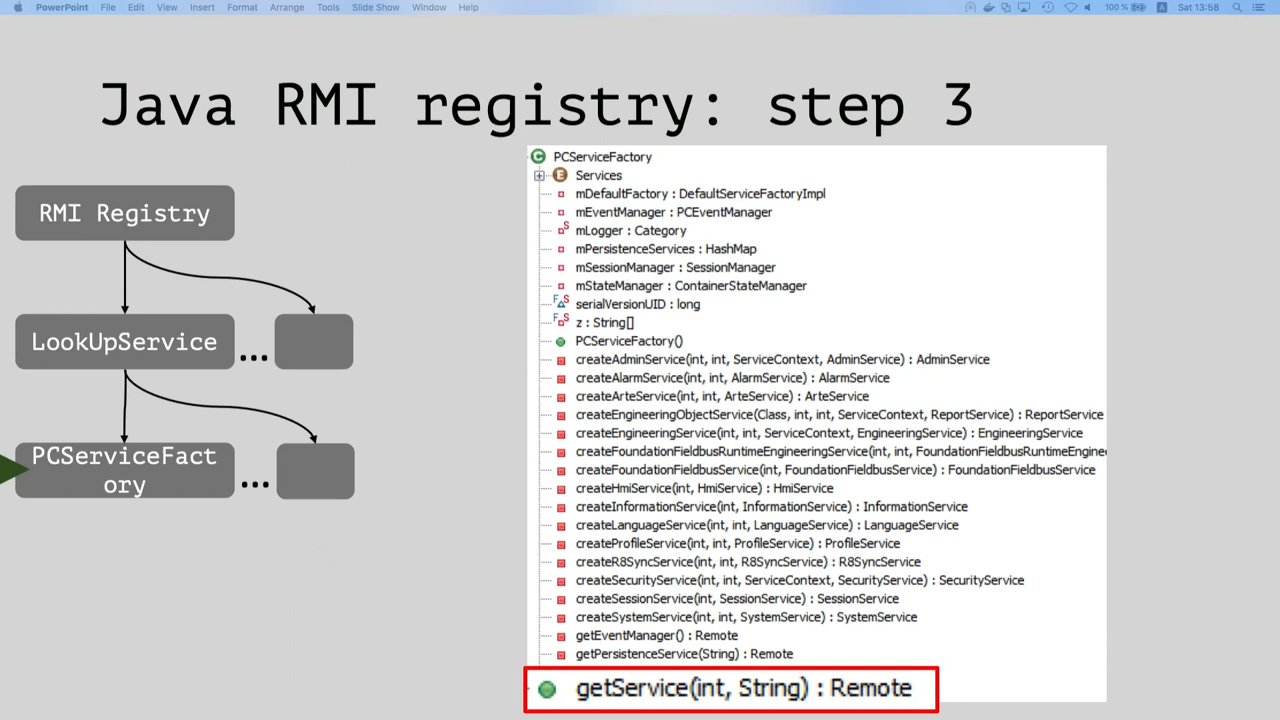 PowerPoint File Edit View Insert Format Arrange Tools Slide Show Window Help 100 % A Sat 13:58
Java RMI registry: step 3
RMI Registry
LookUpService
...
PCServiceFact
ory
...
PCServiceFactory
Services
mDefaultFactory : DefaultServiceFactoryImpl
mEventManager : PCEventManager
mLogger : Category
mPersistenceServices : HashMap
mSessionManager : SessionManager
mStateManager : ContainerStateManager
serialVersionUID : long
z : String[]
PCServiceFactory()
createAdminService(int, int, ServiceContext, AdminService) : AdminService
createAlarmService(int, int, AlarmService) : AlarmService
createArteService(int, int, ArteService) : ArteService
createEngineeringObjectService(Class, int, int, ServiceContext, ReportService) : ReportService
createEngineeringService(int, int, ServiceContext, EngineeringService) : EngineeringService
createFoundationFieldbusRuntimeEngineeringService(int, int, FoundationFieldbusRuntimeEngine
createFoundationFieldbusService(int, FoundationFieldbusService) : FoundationFieldbusService
createHmiService(int, HmiService) : HmiService
createInformationService(int, InformationService) : InformationService
createLanguageService(int, int, LanguageService) : LanguageService
createProfileService(int, int, ProfileService) : ProfileService
createR8SyncService(int, int, R8SyncService) : R8SyncService
createSecurityService(int, int, ServiceContext, SecurityService) : SecurityService
createSessionService(int, SessionService) : SessionService
createSystemService(int, int, SystemService) : SystemService
getEventManager() : Remote
getPersistenceService(String) : Remote
getService(int, String) : Remote